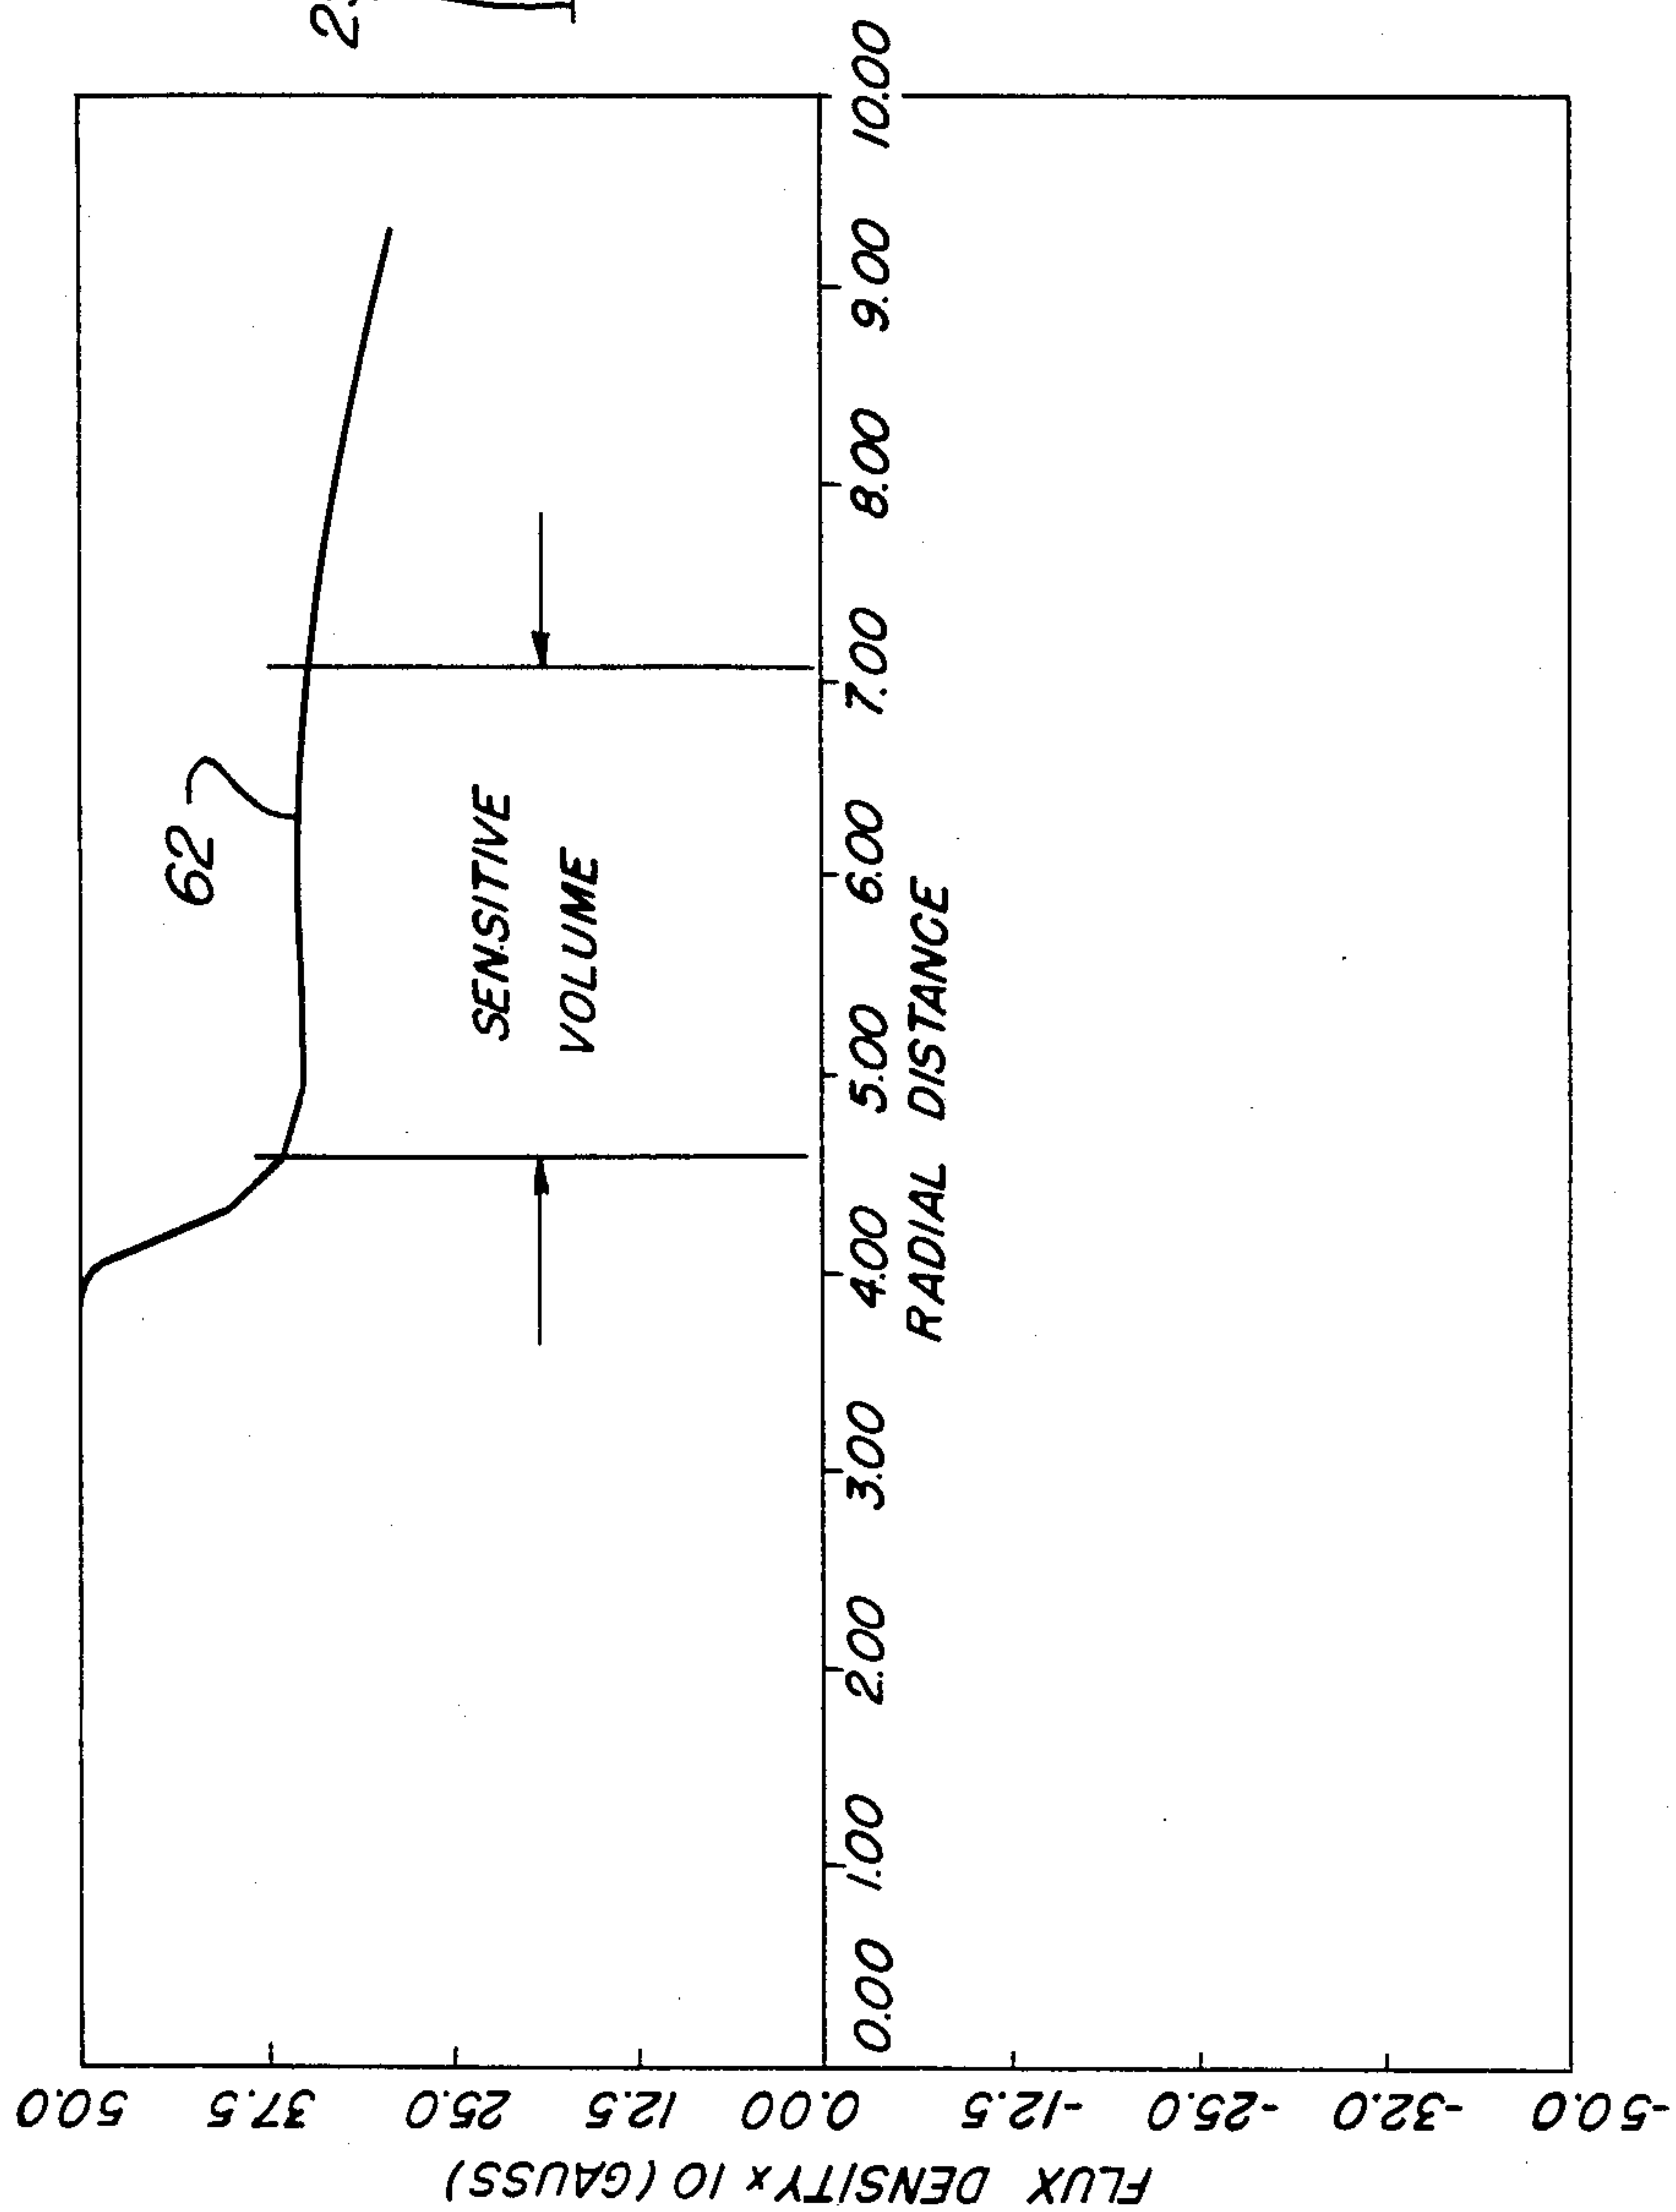 62
SENSITIVE
VOLUME
50.0
37.5
25.0
12.5
0.00
-12.5
-25.0
-32.0
-50.0
FLUX DENSITY x 10 (GAUSS)
0.00 1.00 2.00 3.00 4.00 5.00 6.00 7.00 8.00 9.00 10.00
RADIAL DISTANCE